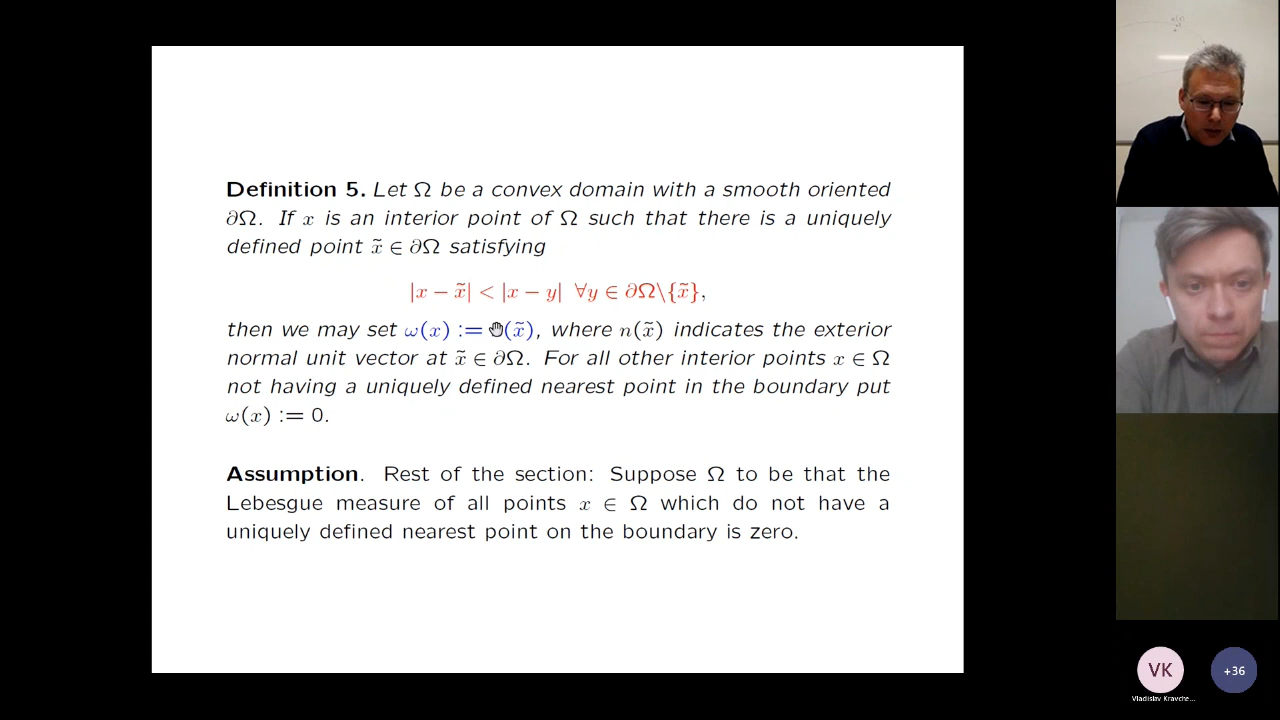 Definition 5. Let Ω be a convex domain with a smooth oriented
∂Ω. If x is an interior point of Ω such that there is a uniquely
defined point x̃ ∈ ∂Ω satisfying
|x − x̃| < |x − y| ∀y ∈ ∂Ω\{x̃},
then we may set ω(x) := (x̃), where n(x̃) indicates the exterior
normal unit vector at x̃ ∈ ∂Ω. For all other interior points x ∈ Ω
not having a uniquely defined nearest point in the boundary put
ω(x) := 0.
Assumption. Rest of the section: Suppose Ω to be that the
Lebesgue measure of all points x ∈ Ω which do not have a
uniquely defined nearest point on the boundary is zero.
VK
+36
Vladislav Kravche...